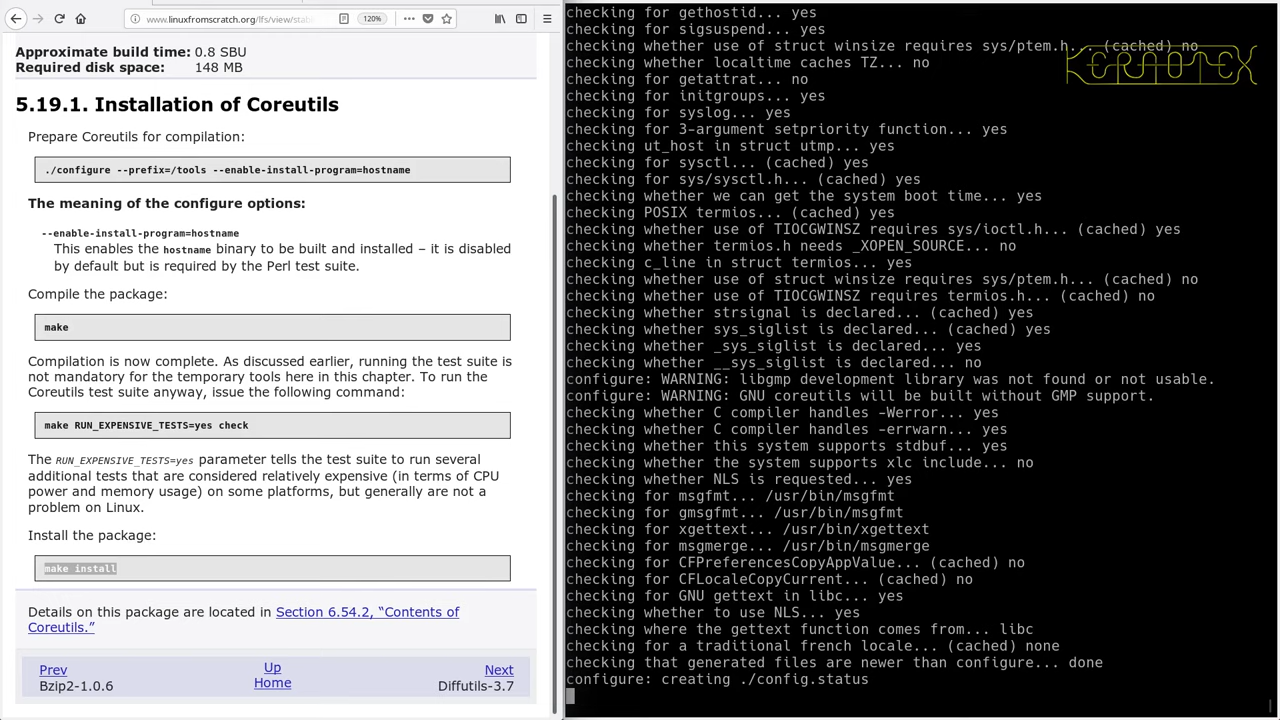 www.linuxfromscratch.org/lfs/view/stab
120%
Approximate build time: 0.8 SBU
Required disk space: 148 MB
5.19.1. Installation of Coreutils
Prepare Coreutils for compilation:
./configure --prefix=/tools --enable-install-program=hostname
The meaning of the configure options:
--enable-install-program=hostname
This enables the hostname binary to be built and installed – it is disabled
by default but is required by the Perl test suite.
Compile the package:
make
Compilation is now complete. As discussed earlier, running the test suite is
not mandatory for the temporary tools here in this chapter. To run the
Coreutils test suite anyway, issue the following command:
make RUN_EXPENSIVE_TESTS=yes check
The RUN_EXPENSIVE_TESTS=yes parameter tells the test suite to run several
additional tests that are considered relatively expensive (in terms of CPU
power and memory usage) on some platforms, but generally are not a
problem on Linux.
Install the package:
make install
Details on this package are located in Section 6.54.2, “Contents of
Coreutils.”
Prev
Up
Next
Bzip2-1.0.6
Home
Diffutils-3.7
checking for gethostid... yes
checking for sigsuspend... yes
checking whether use of struct winsize requires sys/ptem.h... (cached) no
checking whether localtime caches TZ... no
checking for getattrat... no
checking for initgroups... yes
checking for syslog... yes
checking for 3-argument setpriority function... yes
checking ut_host in struct utmp... yes
checking for sysctl... (cached) yes
checking for sys/sysctl.h... (cached) yes
checking whether we can get the system boot time... yes
checking POSIX termios... (cached) yes
checking whether use of TIOCGWINSZ requires sys/ioctl.h... (cached) yes
checking whether termios.h needs _XOPEN_SOURCE... no
checking c_line in struct termios... yes
checking whether use of struct winsize requires sys/ptem.h... (cached) no
checking whether use of TIOCGWINSZ requires termios.h... (cached) no
checking whether strsignal is declared... (cached) yes
checking whether sys_siglist is declared... (cached) yes
checking whether _sys_siglist is declared... yes
checking whether __sys_siglist is declared... no
configure: WARNING: libgmp development library was not found or not usable.
configure: WARNING: GNU coreutils will be built without GMP support.
checking whether C compiler handles -Werror... yes
checking whether C compiler handles -errwarn... yes
checking whether this system supports stdbuf... yes
checking whether the system supports xlc include... no
checking whether NLS is requested... yes
checking for msgfmt... /usr/bin/msgfmt
checking for gmsgfmt... /usr/bin/msgfmt
checking for xgettext... /usr/bin/xgettext
checking for msgmerge... /usr/bin/msgmerge
checking for CFPreferencesCopyAppValue... (cached) no
checking for CFLocaleCopyCurrent... (cached) no
checking for GNU gettext in libc... yes
checking whether to use NLS... yes
checking where the gettext function comes from... libc
checking for a traditional french locale... (cached) none
checking that generated files are newer than configure... done
configure: creating ./config.status